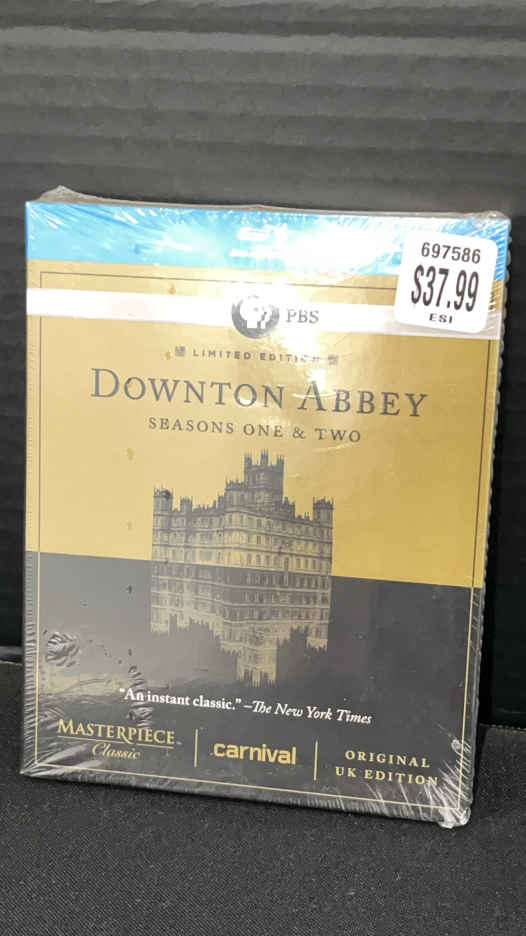 697586
$37.99
ESI
PBS
LIMITED EDITION
DOWNTON ABBEY
SEASONS ONE & TWO
"An instant classic." –The New York Times
MASTERPIECE™
Classic
carnival
ORIGINAL
UK EDITION